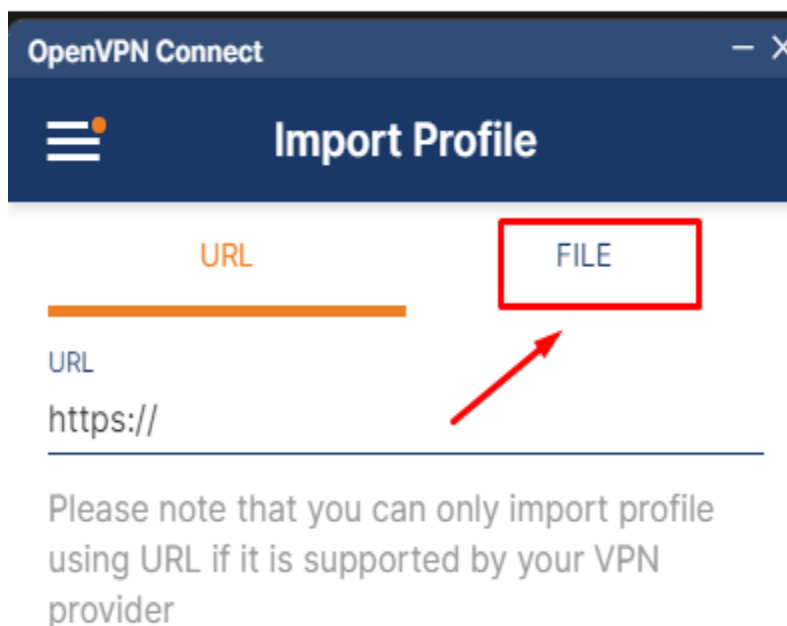 OpenVPN Connect
Import Profile
URL
FILE
URL
https://
Please note that you can only import profile
using URL if it is supported by your VPN
provider